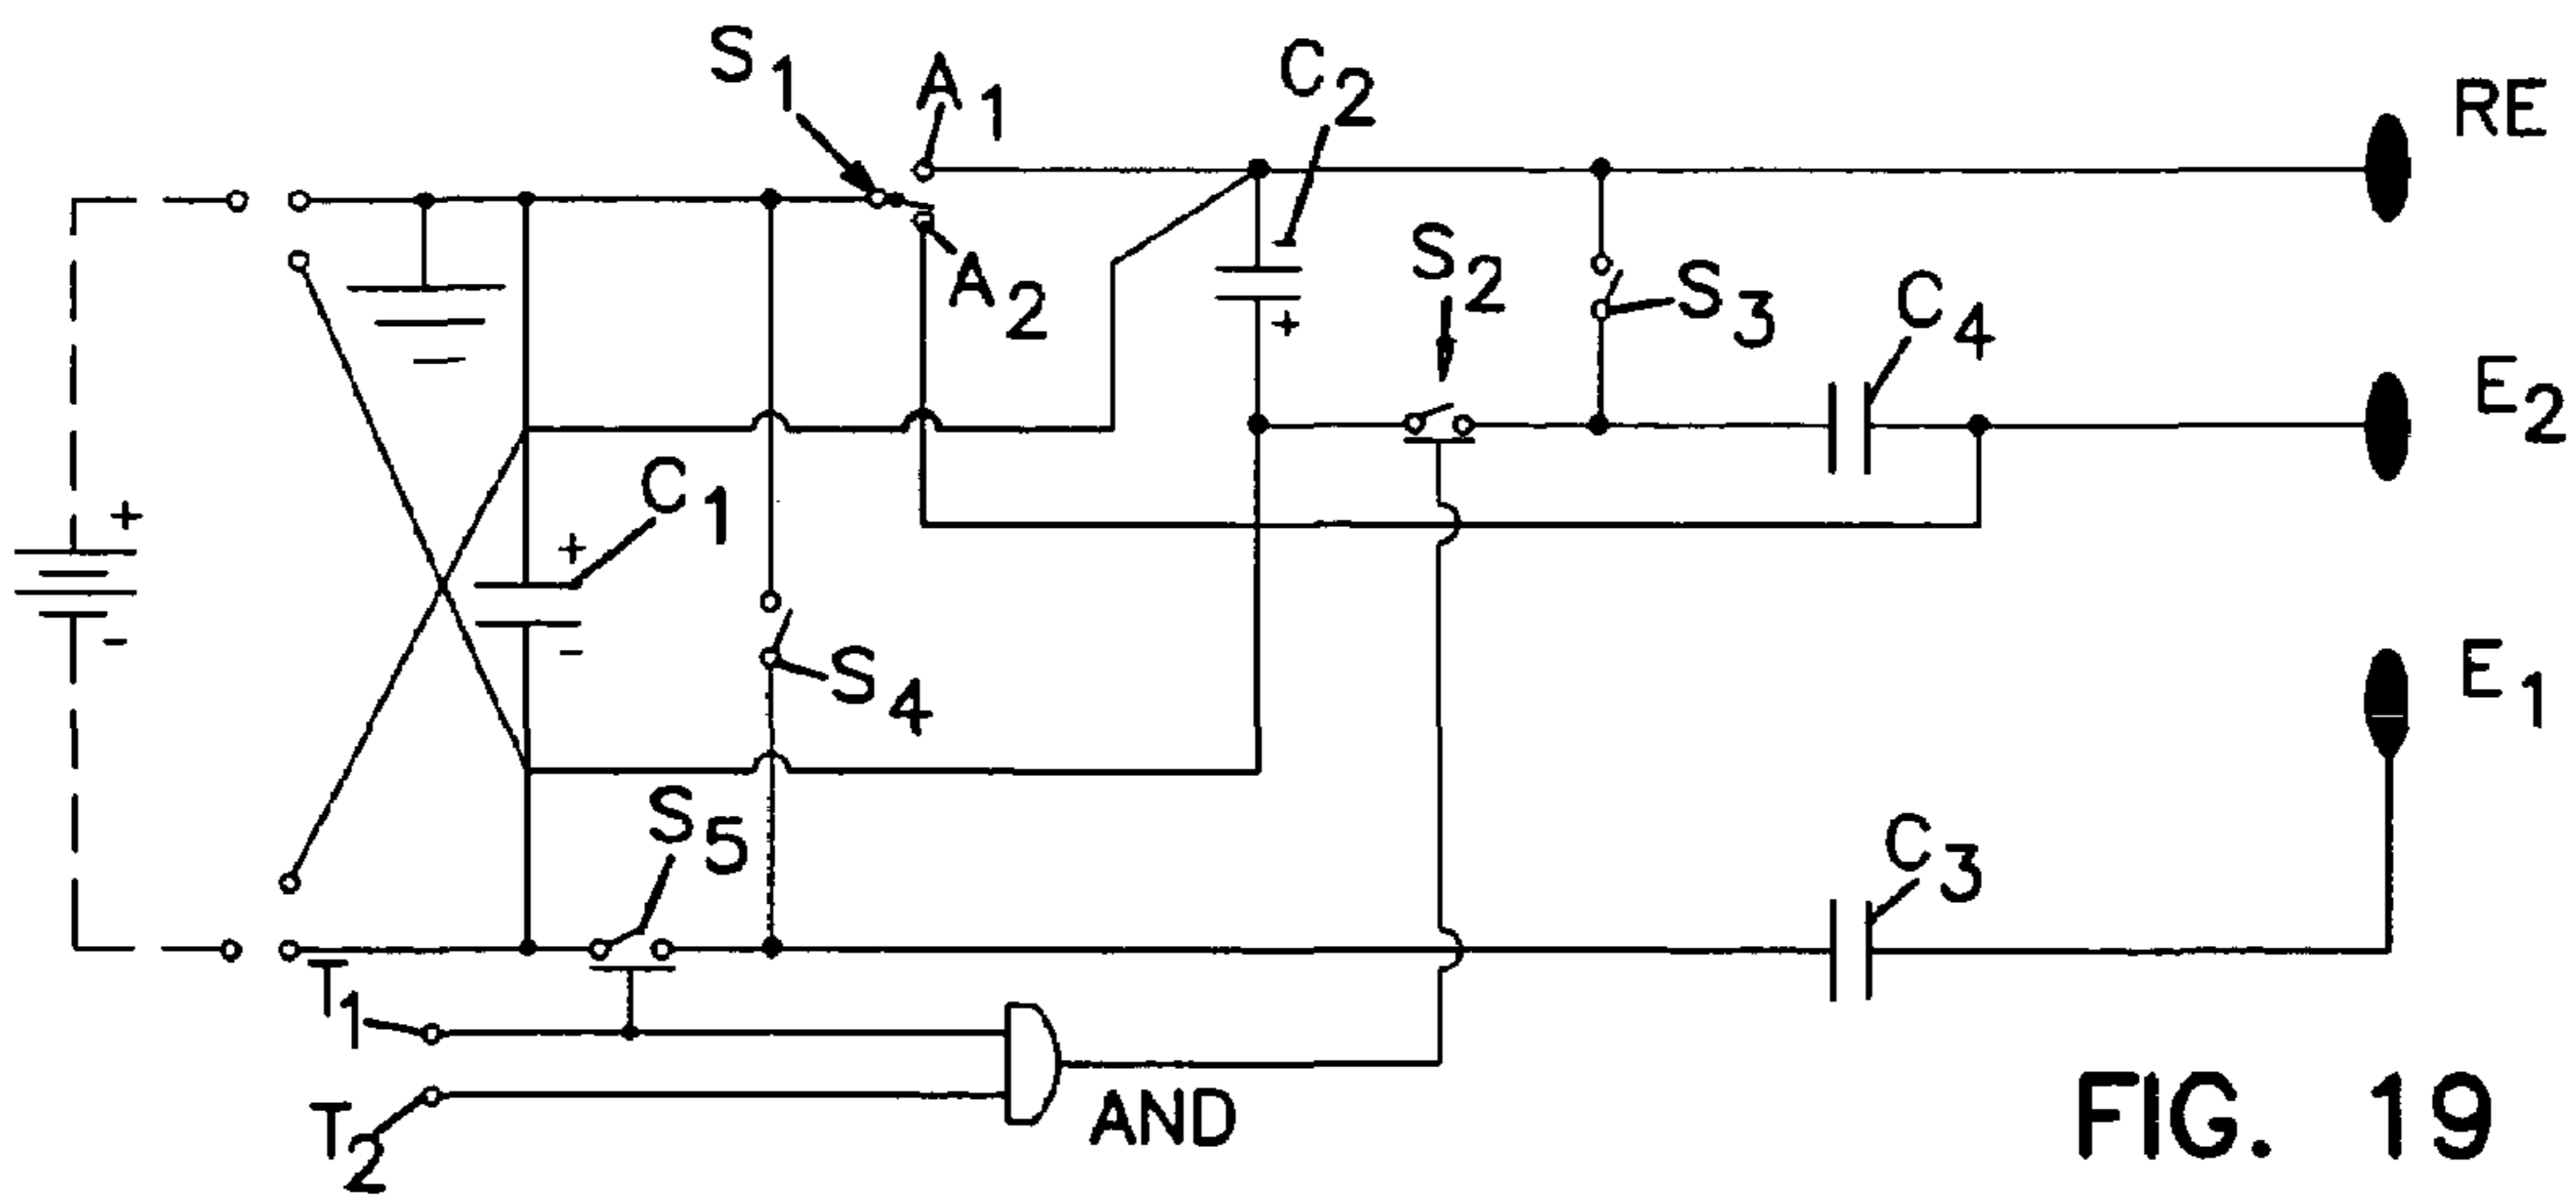 S1
A1
C2
RE
A2
S2
S3
C4
E2
+
+
C1
+
-
-
S4
E1
S5
C3
T1
T2
AND
FIG. 19